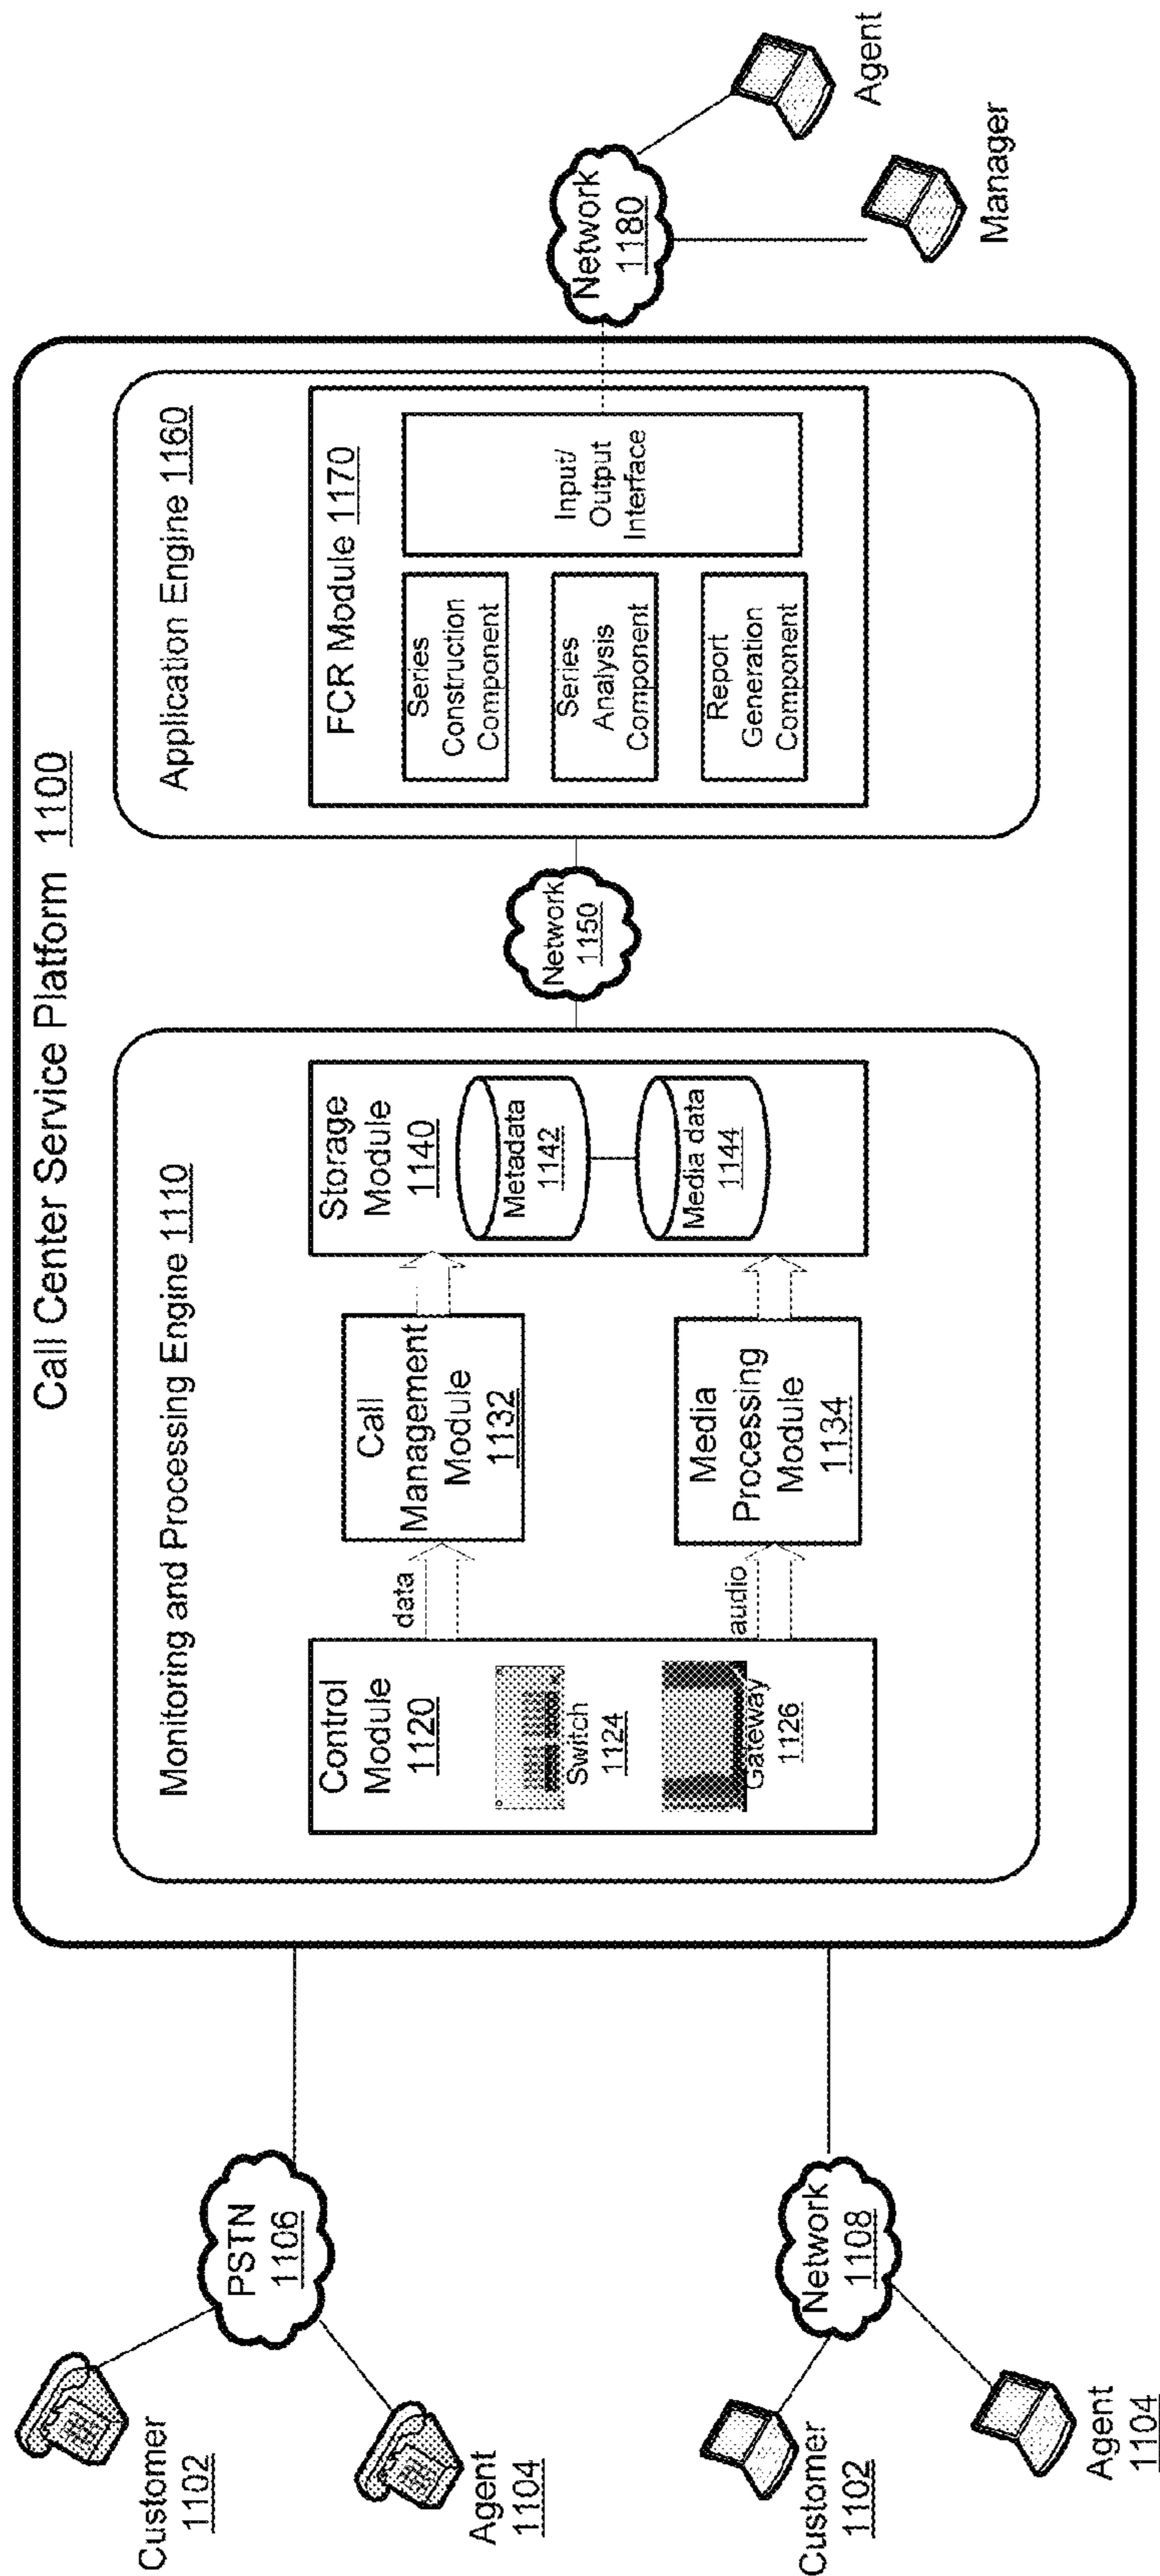 Call Center Service Platform 1100
Customer
1102
Agent
1104
PSTN
1106
Customer
1102
Agent
1104
Network
1108
Monitoring and Processing Engine 1110
Control
Module
1120
Switch
1124
Gateway
1126
data
audio
Call
Management
Module
1132
Media
Processing
Module
1134
Storage
Module
1140
Metadata
1142
Media data
1144
Network
1150
Application Engine 1160
FCR Module 1170
Series
Construction
Component
Series
Analysis
Component
Report
Generation
Component
Input/
Output
Interface
Network
1180
Agent
Manager